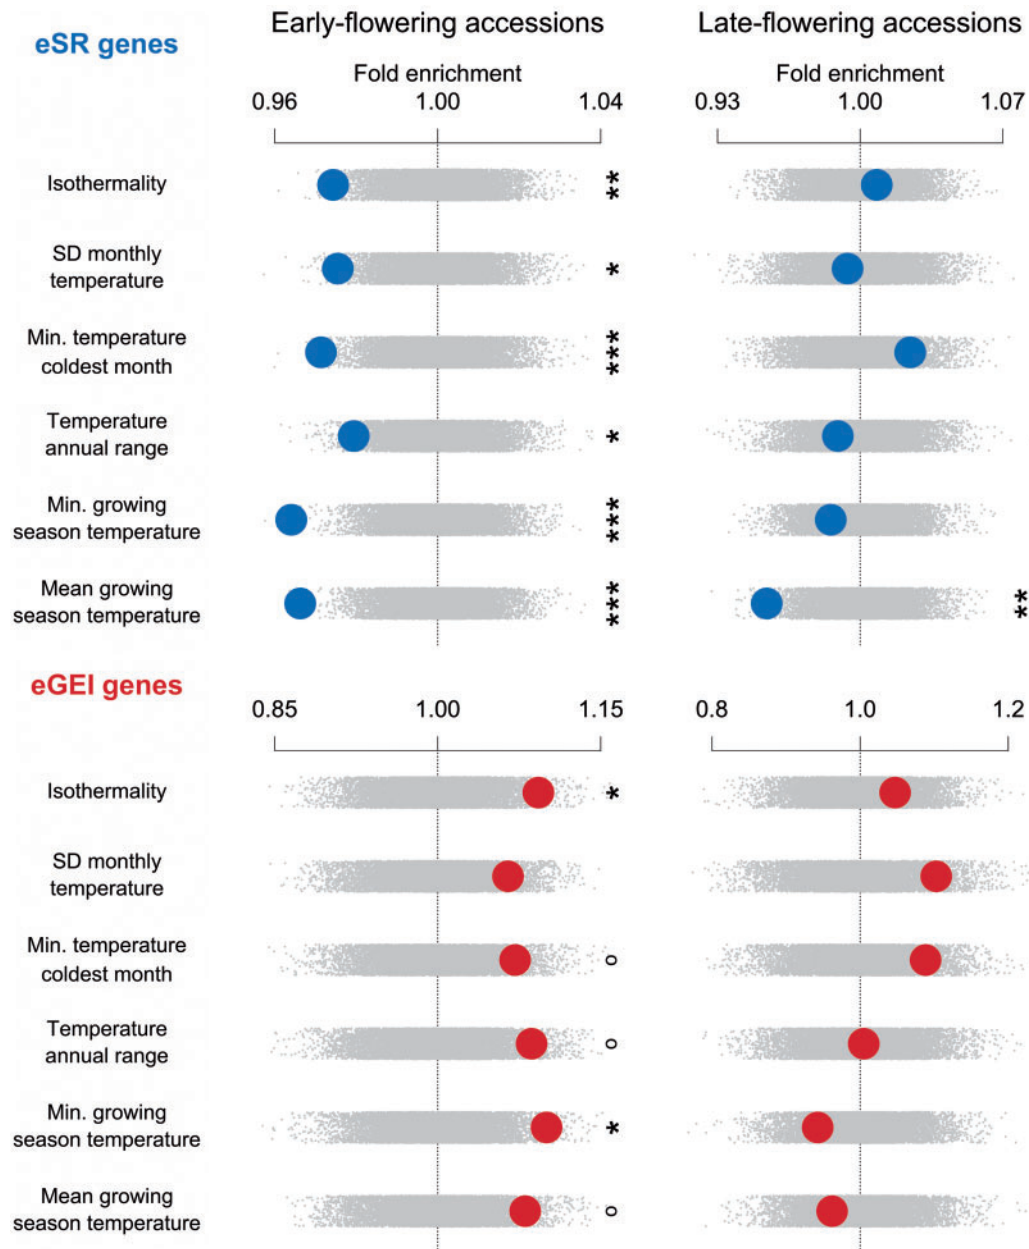 Early-flowering accessions
Late-flowering accessions
eSR genes
Fold enrichment
Fold enrichment
0.96 1.00 1.04
0.93 1.00 1.07
Isothermality
**
SD monthly
temperature
*
Min. temperature
coldest month
***
Temperature
annual range
*
Min. growing
season temperature
***
Mean growing
season temperature
***
**
eGEI genes
0.85 1.00 1.15
0.8 1.0 1.2
Isothermality
*
SD monthly
temperature
Min. temperature
coldest month
o
Temperature
annual range
o
Min. growing
season temperature
*
Mean growing
season temperature
o